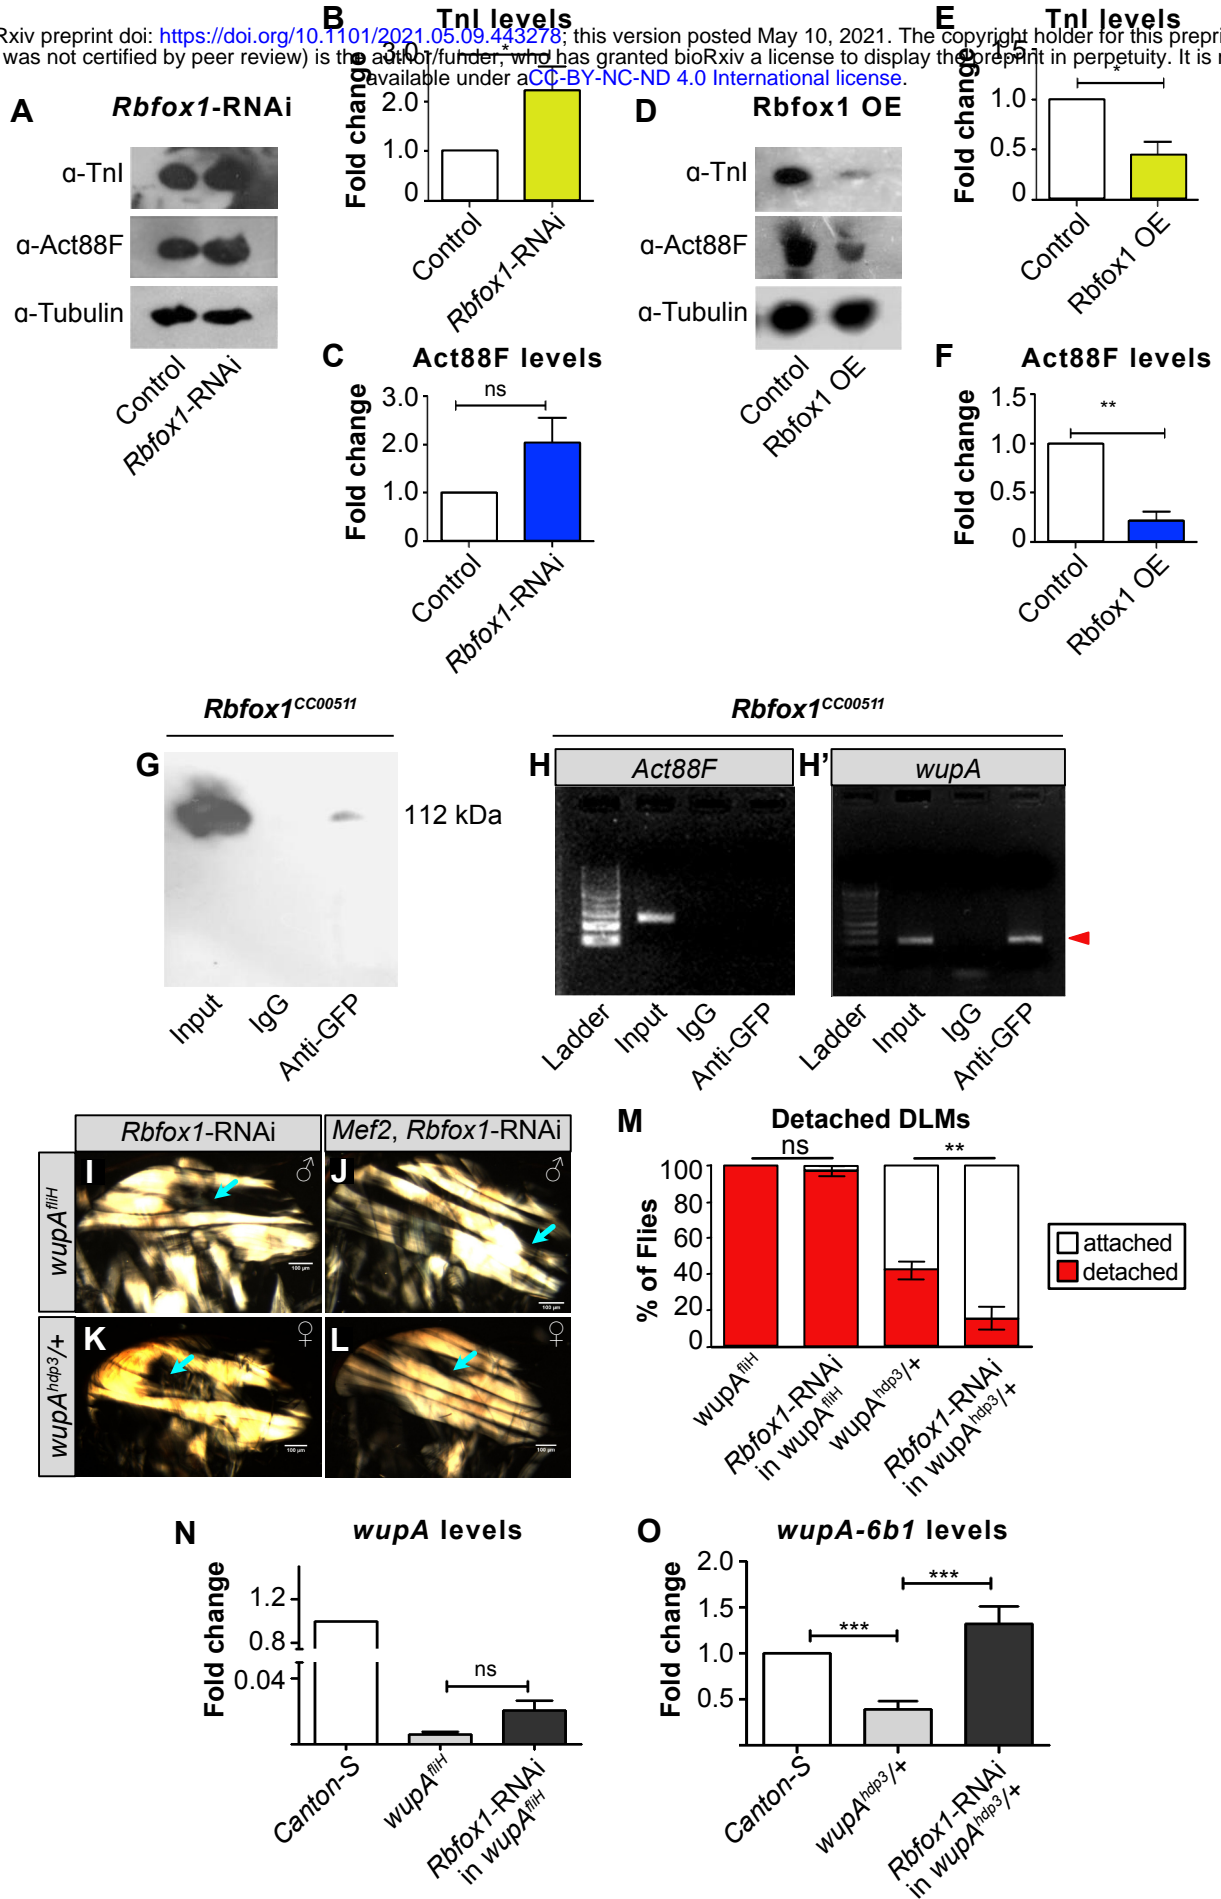 Rxiv preprint doi: https://doi.org/10.1101/2021.05.09.443278; this version posted May 10, 2021. The copyright holder for this prepri
was not certified by peer review) is the author/funder, who has granted bioRxiv a license to display the preprint in perpetuity. It is
available under aCC-BY-NC-ND 4.0 International license.
A
Rbfox1-RNAi
α-TnI
α-Act88F
α-Tubulin
Control
Rbfox1-RNAi
B
TnI levels
Fold change
3.0
2.0
1.0
0
*
Control
Rbfox1-RNAi
C
Act88F levels
Fold change
3.0
2.0
1.0
0
ns
Control
Rbfox1-RNAi
D
Rbfox1 OE
α-TnI
α-Act88F
α-Tubulin
Control
Rbfox1 OE
E
TnI levels
Fold change
1.5
1.0
0.5
0
*
Control
Rbfox1 OE
F
Act88F levels
Fold change
1.5
1.0
0.5
0
**
Control
Rbfox1 OE
Rbfox1CC00511
G
112 kDa
Input
IgG
Anti-GFP
Rbfox1CC00511
H
Act88F
Ladder
Input
IgG
Anti-GFP
H’
wupA
Ladder
Input
IgG
Anti-GFP
Rbfox1-RNAi
Mef2, Rbfox1-RNAi
wupAfliH
I
♂
100 µm
J
♂
100 µm
wupAhdp3/+
K
♀
100 µm
L
♀
100 µm
M
Detached DLMs
% of Flies
100
80
60
40
20
0
ns
**
attached
detached
wupAfliH
Rbfox1-RNAi
in wupAfliH
wupAhdp3/+
Rbfox1-RNAi
in wupAhdp3/+
N
wupA levels
Fold change
1.2
0.8
0.04
ns
Canton-S
wupAfliH
Rbfox1-RNAi
in wupAfliH
O
wupA-6b1 levels
Fold change
2.0
1.5
1.0
0.5
***
***
Canton-S
wupAhdp3/+
Rbfox1-RNAi
in wupAhdp3/+